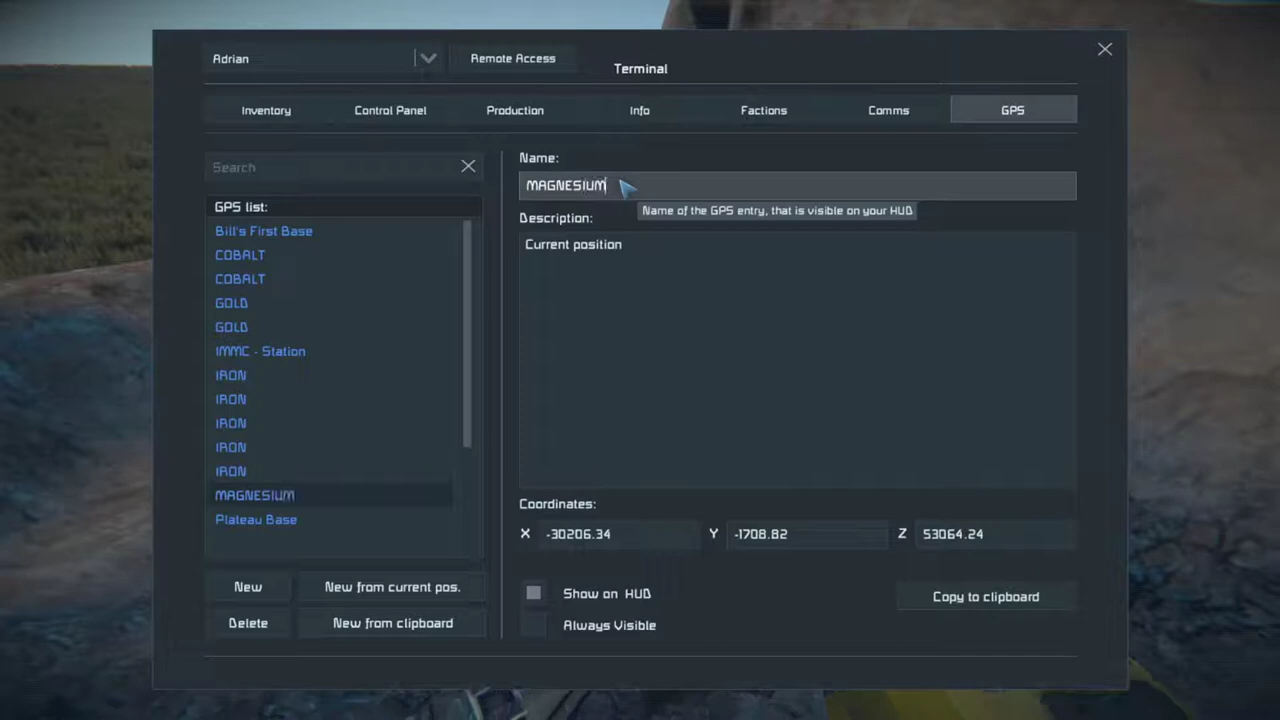 Adrian
Remote Access
Terminal
Inventory
Control Panel
Production
Info
Factions
Comms
GPS
Search
GPS list:
Bill's First Base
COBALT
COBALT
GOLD
GOLD
IMMC - Station
IRON
IRON
IRON
IRON
IRON
MAGNESIUM
Plateau Base
New
New from current pos.
Delete
New from clipboard
Name:
MAGNESIUM
Name of the GPS entry, that is visible on your HUD
Description:
Current position
Coordinates:
X -30206.34 Y -1708.82 Z 53064.24
Show on HUD
Always Visible
Copy to clipboard